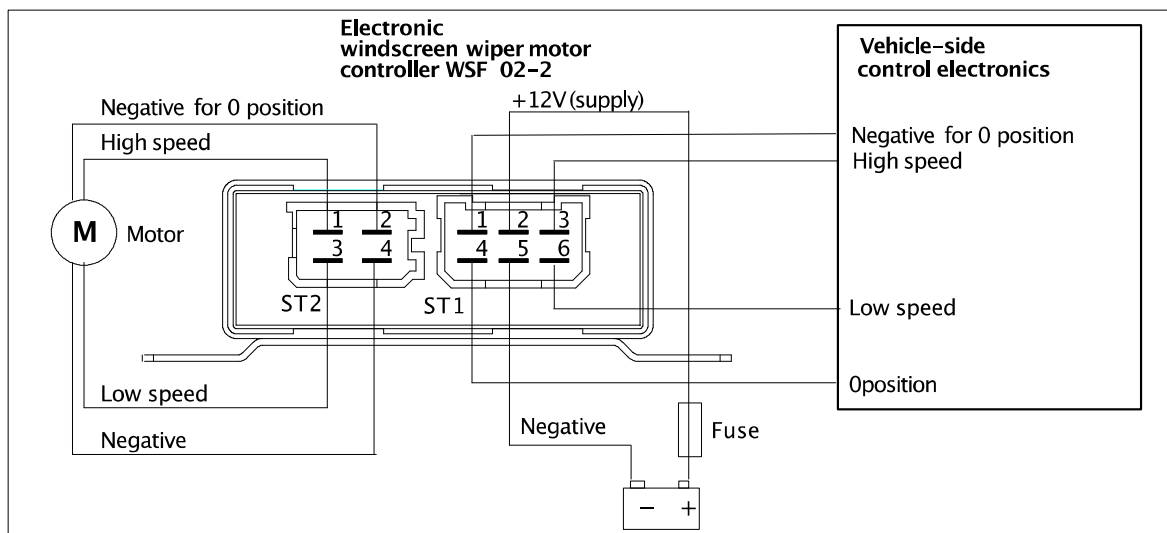 Electronic
windscreen wiper motor
controller WSF 02-2
Vehicle-side
control electronics
+12V(supply)
Negative for 0 position
High speed
Negative for 0 position
High speed
1 2
3 4
1 2 3
4 5 6
M Motor
ST2
ST1
Low speed
0position
Low speed
Negative
Negative
Fuse
- +